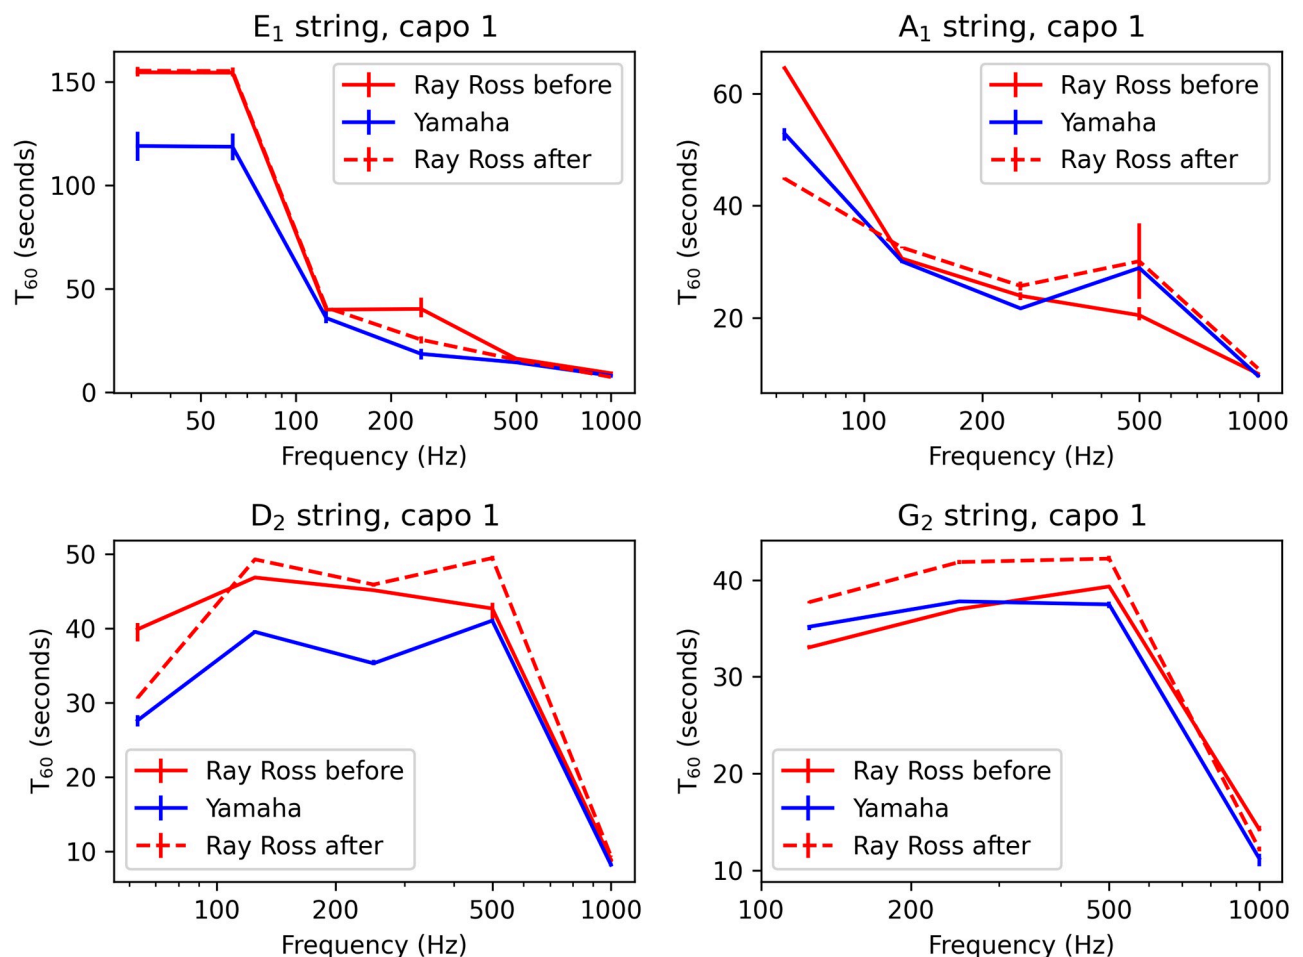 E₁ string, capo 1
150
100
50
0
T₆₀ (seconds)
Ray Ross before
Yamaha
Ray Ross after
50 100 200 500 1000
Frequency (Hz)
A₁ string, capo 1
60
40
20
T₆₀ (seconds)
Ray Ross before
Yamaha
Ray Ross after
100 200 500 1000
Frequency (Hz)
D₂ string, capo 1
50
40
30
20
10
T₆₀ (seconds)
Ray Ross before
Yamaha
Ray Ross after
100 200 500 1000
Frequency (Hz)
G₂ string, capo 1
40
30
20
10
T₆₀ (seconds)
Ray Ross before
Yamaha
Ray Ross after
100 200 500 1000
Frequency (Hz)